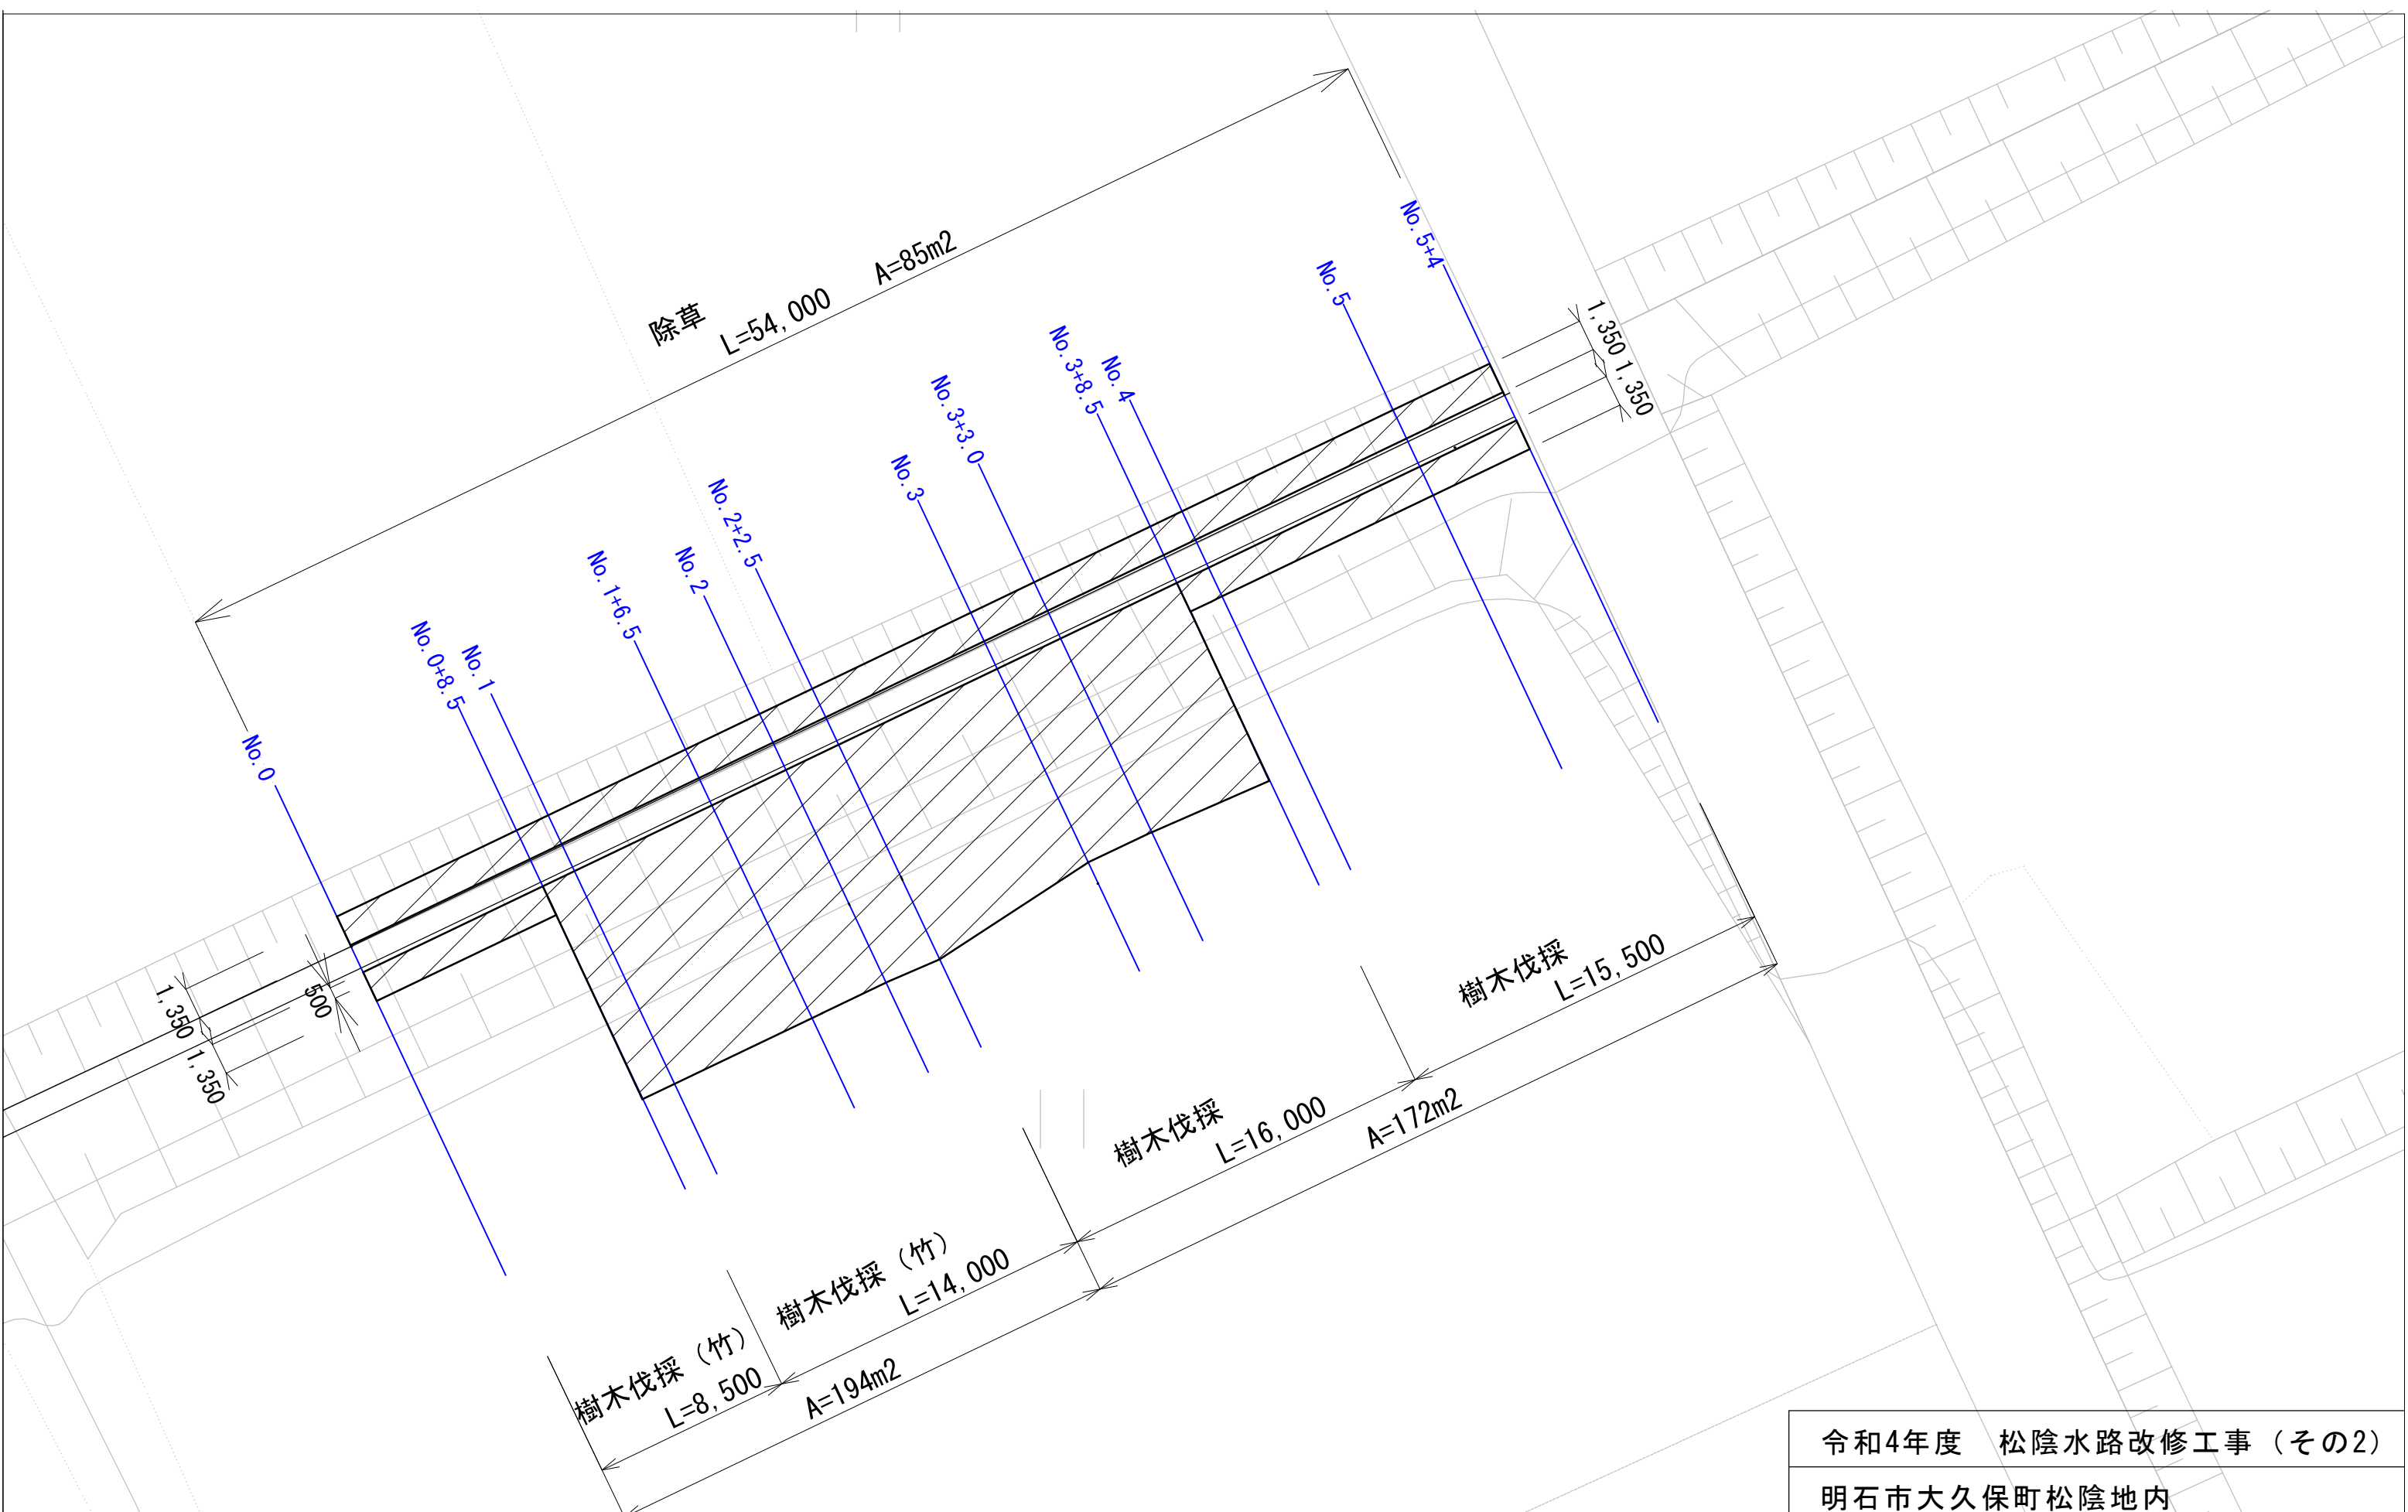 除草
L=54,000 A=85m2
No.5+4
No.5
No.4
No.3+8.5
No.3+3.0
No.3
No.2+2.5
No.2
No.1+6.5
No.1
No.0+8.5
No.0
1,350
1,350
1,350
500
1,350
樹木伐採
L=15,500
樹木伐採
L=16,000
A=172m2
樹木伐採（竹）
L=14,000
樹木伐採（竹）
L=8,500
A=194m2
令和4年度 松陰水路改修工事（その2）
明石市大久保町松陰地内